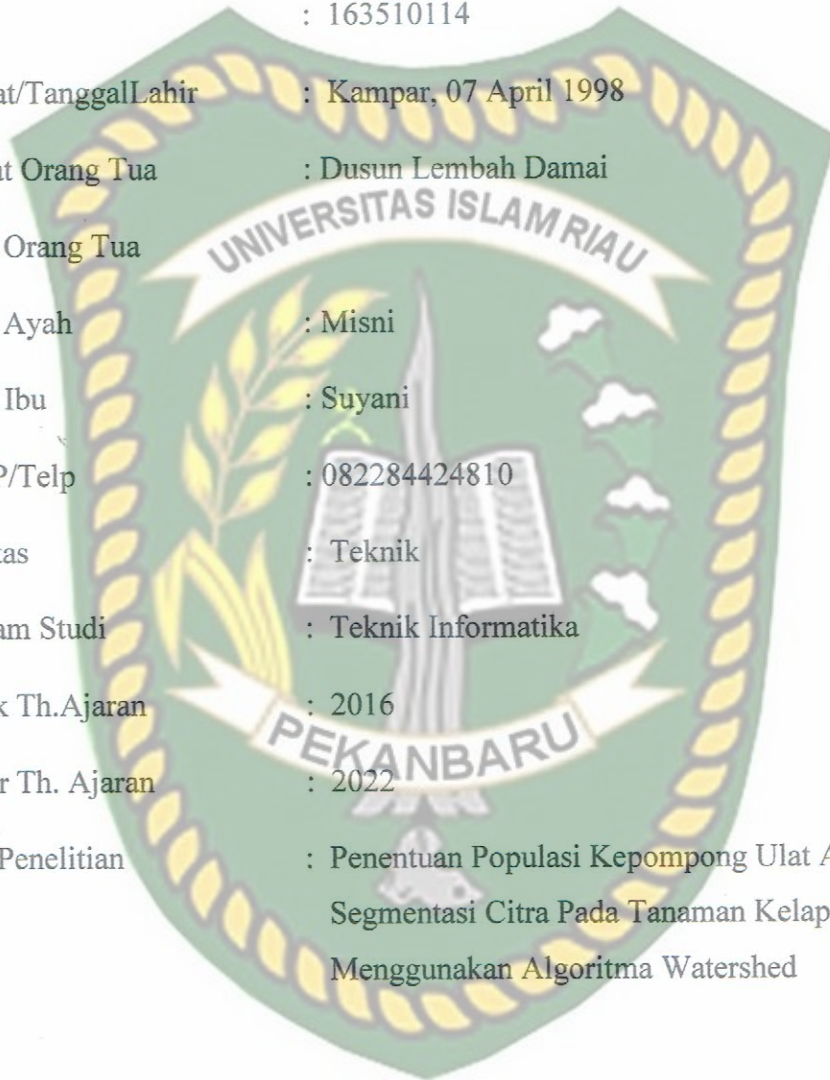 : 163510114
at/TanggalLahir : Kampar, 07 April 1998
at Orang Tua : Dusun Lembah Damai
UNIVERSITAS ISLAM RIAU
Orang Tua
Ayah : Misni
Ibu : Suyani
P/Telp : 082284424810
tas : Teknik
am Studi : Teknik Informatika
k Th.Ajaran : 2016
PEKANBARU
r Th. Ajaran : 2022
Penelitian : Penentuan Populasi Kepompong Ulat A
Segmentasi Citra Pada Tanaman Kelap
Menggunakan Algoritma Watershed